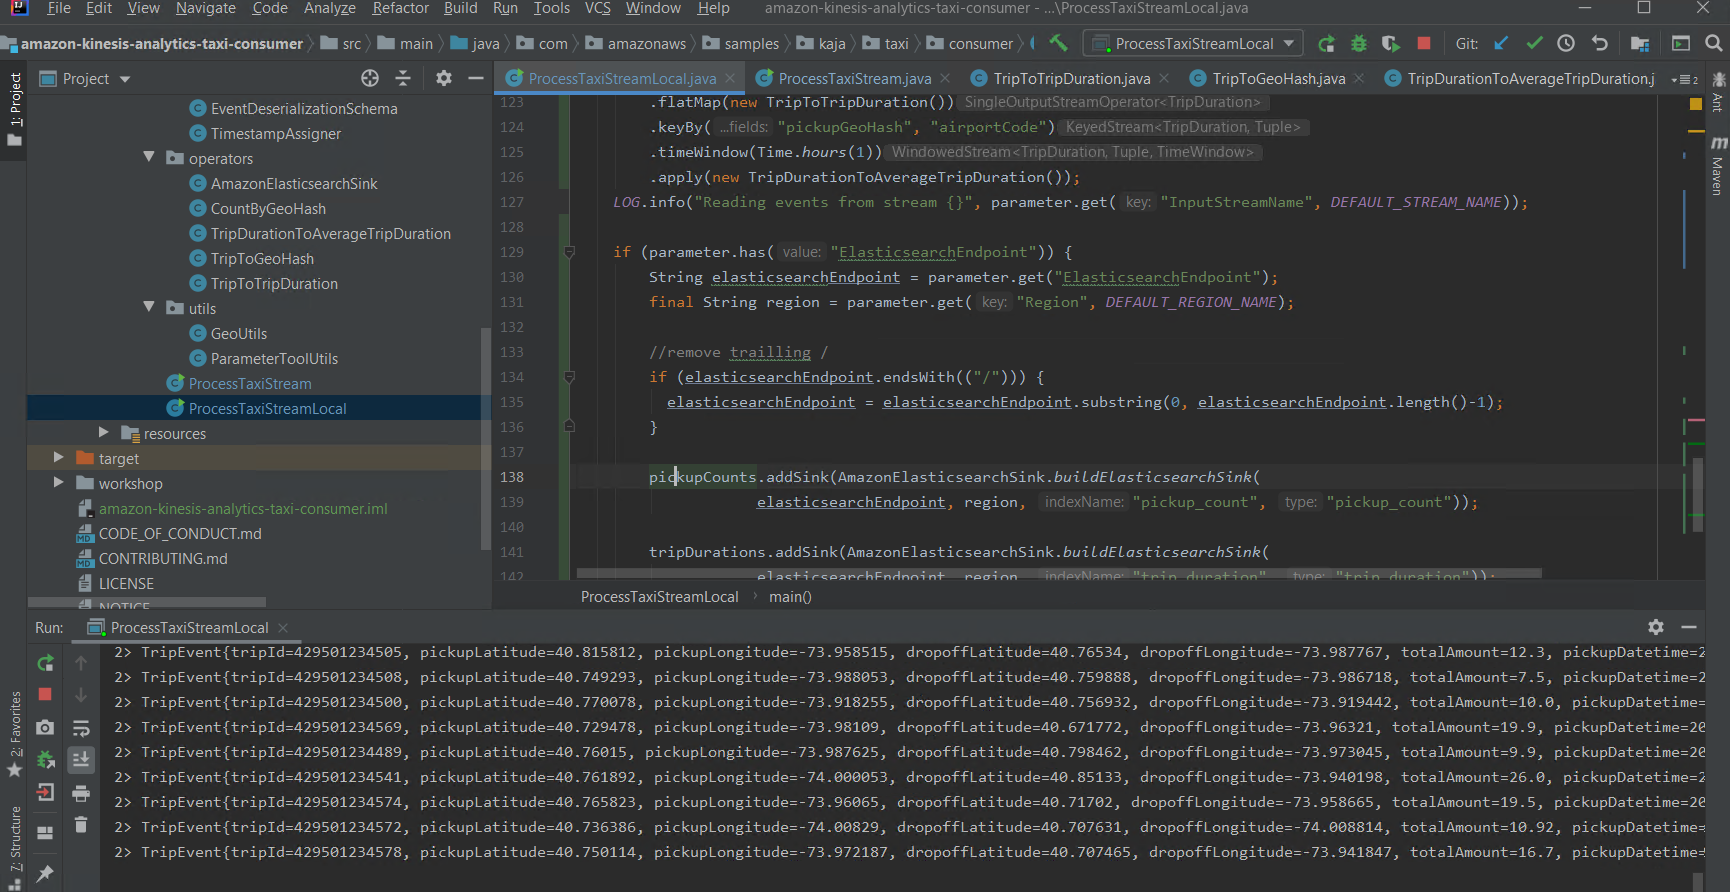 File Edit View Navigate Code Analyze Refactor Build Run Tools VCS Window Help amazon-kinesis-analytics-taxi-consumer - ...\ProcessTaxiStreamLocal.java
amazon-kinesis-analytics-taxi-consumer src main java com amazonaws samples kaja taxi consumer ProcessTaxiStreamLocal Git:
1: Project
Project
EventDeserializationSchema
TimestampAssigner
operators
AmazonElasticsearchSink
CountByGeoHash
TripDurationToAverageTripDuration
TripToGeoHash
TripToTripDuration
utils
GeoUtils
ParameterToolUtils
ProcessTaxiStream
ProcessTaxiStreamLocal
resources
target
workshop
amazon-kinesis-analytics-taxi-consumer.iml
CODE_OF_CONDUCT.md
CONTRIBUTING.md
LICENSE
NOTICE
ProcessTaxiStreamLocal.java ProcessTaxiStream.java TripToTripDuration.java TripToGeoHash.java TripDurationToAverageTripDuration.j 2
123 .flatMap(new TripToTripDuration()) SingleOutputStreamOperator<TripDuration>
124 .keyBy( ...fields: "pickupGeoHash", "airportCode") KeyedStream<TripDuration, Tuple>
125 .timeWindow(Time.hours(1)) WindowedStream<TripDuration, Tuple, TimeWindow>
126 .apply(new TripDurationToAverageTripDuration());
127 LOG.info("Reading events from stream {}", parameter.get( key: "InputStreamName", DEFAULT_STREAM_NAME));
128
129 if (parameter.has( value: "ElasticsearchEndpoint")) {
130 String elasticsearchEndpoint = parameter.get("ElasticsearchEndpoint");
131 final String region = parameter.get( key: "Region", DEFAULT_REGION_NAME);
132
133 //remove trailling /
134 if (elasticsearchEndpoint.endsWith(("/"))) {
135 elasticsearchEndpoint = elasticsearchEndpoint.substring(0, elasticsearchEndpoint.length()-1);
136 }
137
138 pickupCounts.addSink(AmazonElasticsearchSink.buildElasticsearchSink(
139 elasticsearchEndpoint, region, indexName: "pickup_count", type: "pickup_count"));
140
141 tripDurations.addSink(AmazonElasticsearchSink.buildElasticsearchSink(
142 elasticsearchEndpoint, region, indexName: "trip_duration", type: "trip_duration"));
ProcessTaxiStreamLocal main()
Ant
m Maven
Run: ProcessTaxiStreamLocal
2> TripEvent{tripId=429501234505, pickupLatitude=40.815812, pickupLongitude=-73.958515, dropoffLatitude=40.76534, dropoffLongitude=-73.987767, totalAmount=12.3, pickupDatetime=2
2> TripEvent{tripId=429501234508, pickupLatitude=40.749293, pickupLongitude=-73.988053, dropoffLatitude=40.759888, dropoffLongitude=-73.986718, totalAmount=7.5, pickupDatetime=2
2> TripEvent{tripId=429501234500, pickupLatitude=40.770078, pickupLongitude=-73.918255, dropoffLatitude=40.756932, dropoffLongitude=-73.919442, totalAmount=10.0, pickupDatetime=
2> TripEvent{tripId=429501234569, pickupLatitude=40.729478, pickupLongitude=-73.98109, dropoffLatitude=40.671772, dropoffLongitude=-73.96321, totalAmount=19.9, pickupDatetime=20
2> TripEvent{tripId=429501234489, pickupLatitude=40.76015, pickupLongitude=-73.987625, dropoffLatitude=40.798462, dropoffLongitude=-73.973045, totalAmount=9.9, pickupDatetime=20
2> TripEvent{tripId=429501234541, pickupLatitude=40.761892, pickupLongitude=-74.000053, dropoffLatitude=40.85133, dropoffLongitude=-73.940198, totalAmount=26.0, pickupDatetime=2
2> TripEvent{tripId=429501234574, pickupLatitude=40.765823, pickupLongitude=-73.96065, dropoffLatitude=40.71702, dropoffLongitude=-73.958665, totalAmount=19.5, pickupDatetime=20
2> TripEvent{tripId=429501234572, pickupLatitude=40.736386, pickupLongitude=-74.00829, dropoffLatitude=40.707631, dropoffLongitude=-74.008814, totalAmount=10.92, pickupDatetime=
2> TripEvent{tripId=429501234578, pickupLatitude=40.750114, pickupLongitude=-73.972187, dropoffLatitude=40.707465, dropoffLongitude=-73.941847, totalAmount=16.7, pickupDatetime=
2: Favorites
7: Structure